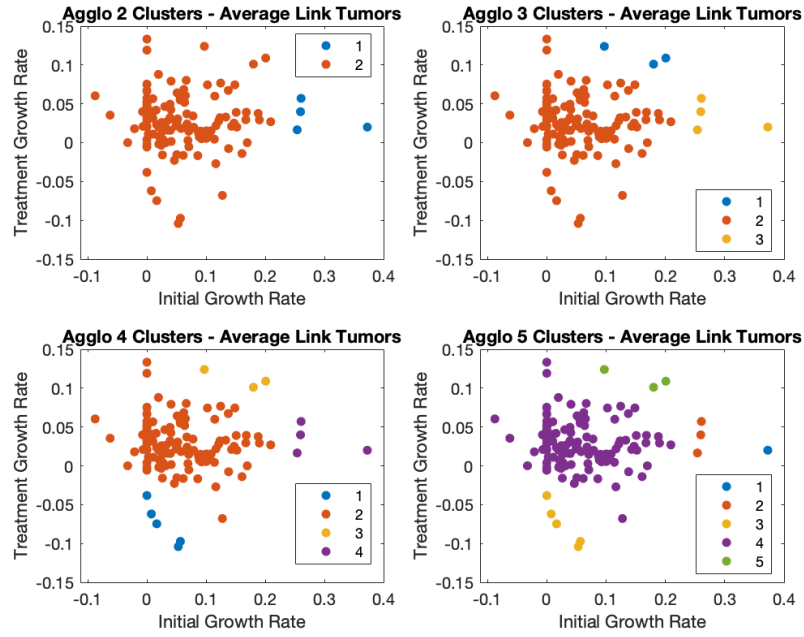 Agglo 2 Clusters - Average Link Tumors
Treatment Growth Rate
0.15
0.1
0.05
0
-0.05
-0.1
-0.15
1
2
-0.1 0 0.1 0.2 0.3 0.4
Initial Growth Rate
Agglo 3 Clusters - Average Link Tumors
Treatment Growth Rate
0.15
0.1
0.05
0
-0.05
-0.1
-0.15
1
2
3
-0.1 0 0.1 0.2 0.3 0.4
Initial Growth Rate
Agglo 4 Clusters - Average Link Tumors
Treatment Growth Rate
0.15
0.1
0.05
0
-0.05
-0.1
-0.15
1
2
3
4
-0.1 0 0.1 0.2 0.3 0.4
Initial Growth Rate
Agglo 5 Clusters - Average Link Tumors
Treatment Growth Rate
0.15
0.1
0.05
0
-0.05
-0.1
-0.15
1
2
3
4
5
-0.1 0 0.1 0.2 0.3 0.4
Initial Growth Rate